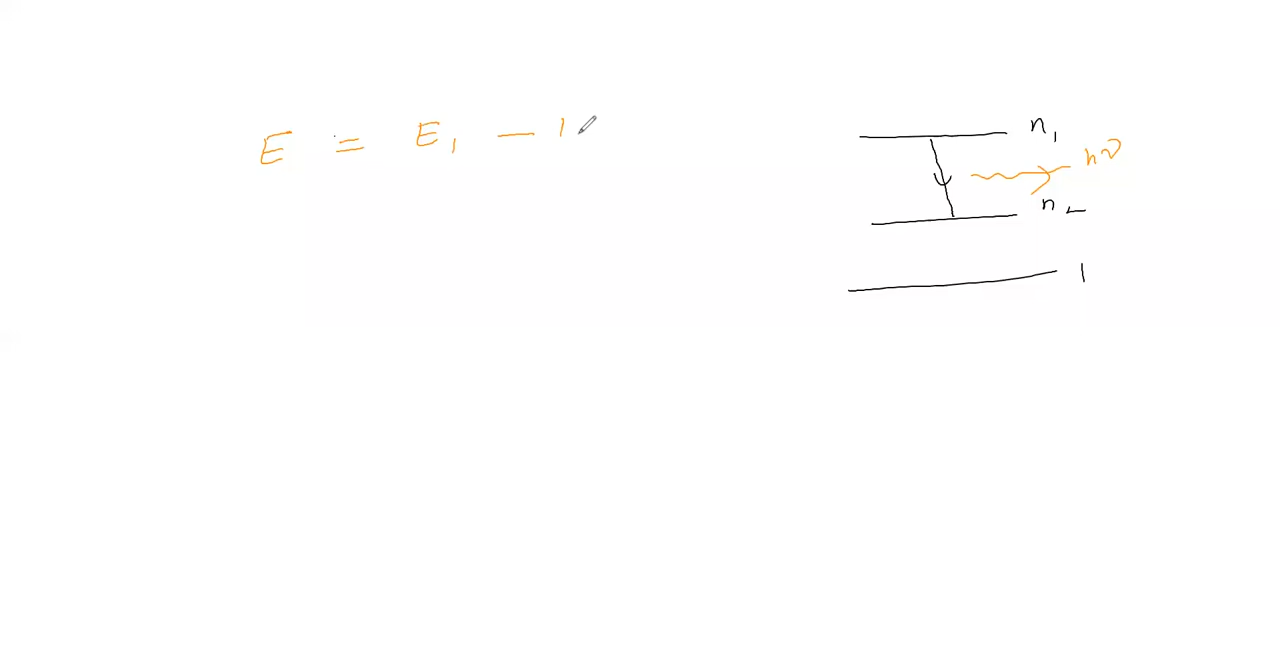 E = E₁ – 1
n₁
hν
n₂
1